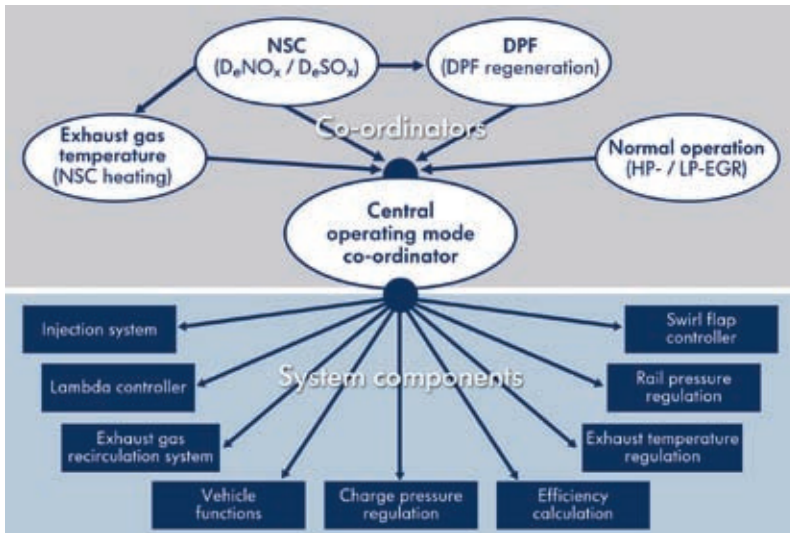 NSC
(DₑNOₓ / DₑSOₓ)
DPF
(DPF regeneration)
Co-ordinators
Exhaust gas
temperature
(NSC heating)
Normal operation
(HP- / LP-EGR)
Central
operating mode
co-ordinator
Injection system
Swirl flap
controller
System components
Lambda controller
Rail pressure
regulation
Exhaust gas
recirculation system
Exhaust temperature
regulation
Vehicle
functions
Charge pressure
regulation
Efficiency
calculation